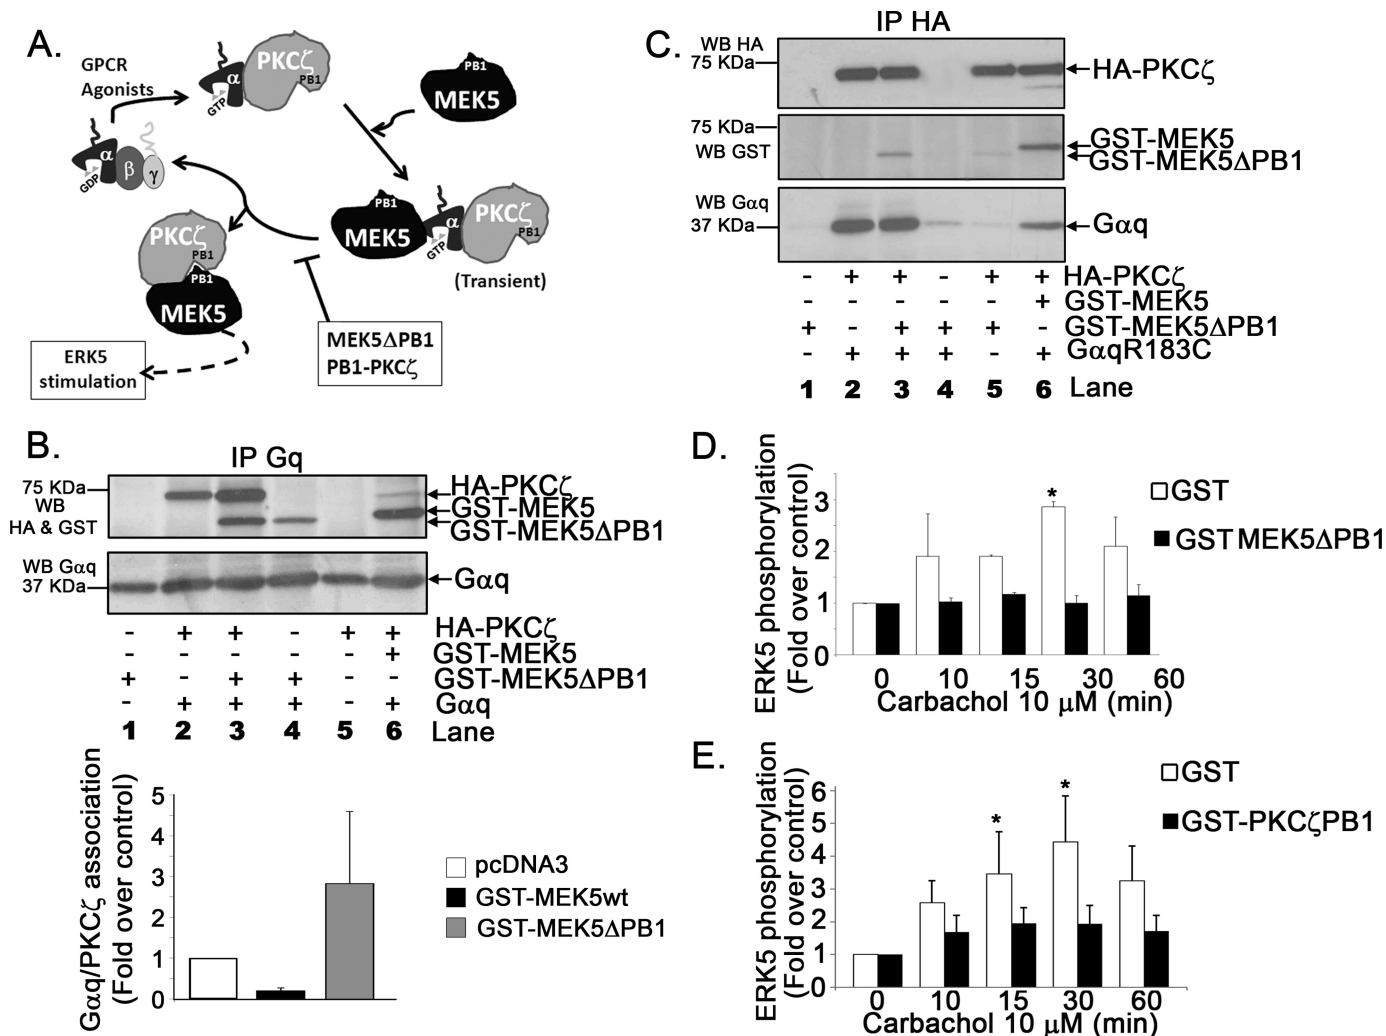 A.
GPCR
Agonists
α
GTP
PKCζ
PB1
PB1
MEK5
α
β
γ
GDP
PB1
MEK5
α
GTP
PKCζ
PB1
(Transient)
PKCζ
PB1
PB1
MEK5
ERK5
stimulation
MEK5ΔPB1
PB1-PKCζ
B.
IP Gq
75 KDa
WB
HA & GST
HA-PKCζ
GST-MEK5
GST-MEK5ΔPB1
WB Gαq
37 KDa
Gαq
- + + - + + HA-PKCζ
- - - - - + GST-MEK5
+ - + + - - GST-MEK5ΔPB1
- + + + - + Gαq
1 2 3 4 5 6 Lane
Gαq/PKCζ association
(Fold over control)
5
4
3
2
1
0
pcDNA3
GST-MEK5wt
GST-MEK5ΔPB1
C.
IP HA
WB HA
75 KDa
HA-PKCζ
75 KDa
WB GST
GST-MEK5
GST-MEK5ΔPB1
WB Gαq
37 KDa
Gαq
- + + - + + HA-PKCζ
- - - - - + GST-MEK5
+ - + + + - GST-MEK5ΔPB1
- + + + - + GαqR183C
1 2 3 4 5 6 Lane
D.
ERK5 phosphorylation
(Fold over control)
3
2
1
0
*
GST
GST MEK5ΔPB1
0 10 15 30 60
Carbachol 10 μM (min)
E.
ERK5 phosphorylation
(Fold over control)
6
5
4
3
2
1
0
* *
GST
GST-PKCζPB1
0 10 15 30 60
Carbachol 10 μM (min)